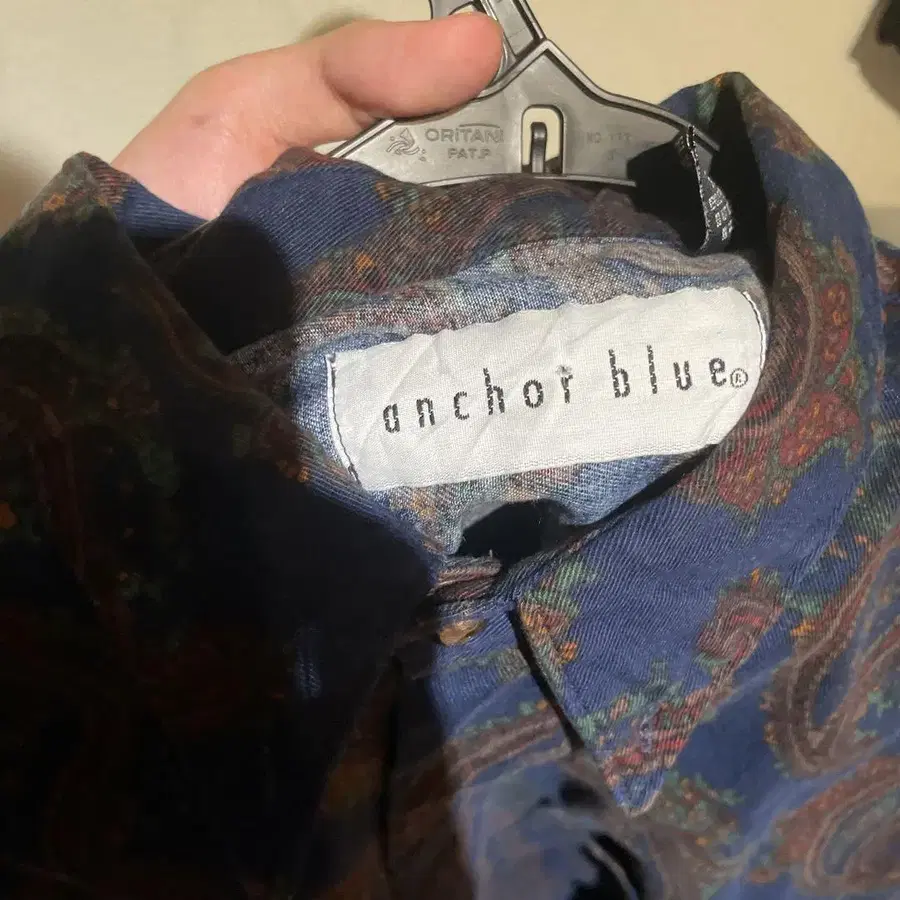 ORITANI
PAT.P
anchor blue®